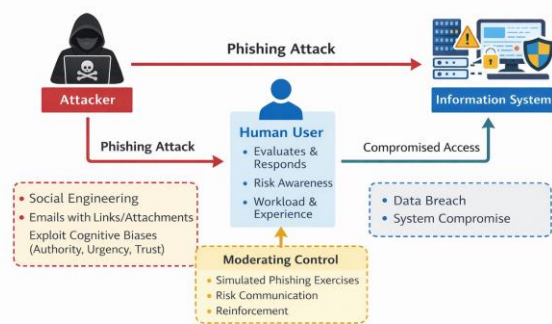 Phishing Attack
Attacker
Information System
Phishing Attack
Human User
• Evaluates &
Responds
• Risk Awareness
• Workload &
Experience
Compromised Access
• Social Engineering
• Emails with Links/Attachments
Exploit Cognitive Biases
(Authority, Urgency, Trust)
• Data Breach
• System Compromise
Moderating Control
• Simulated Phishing Exercises
• Risk Communication
• Reinforcement